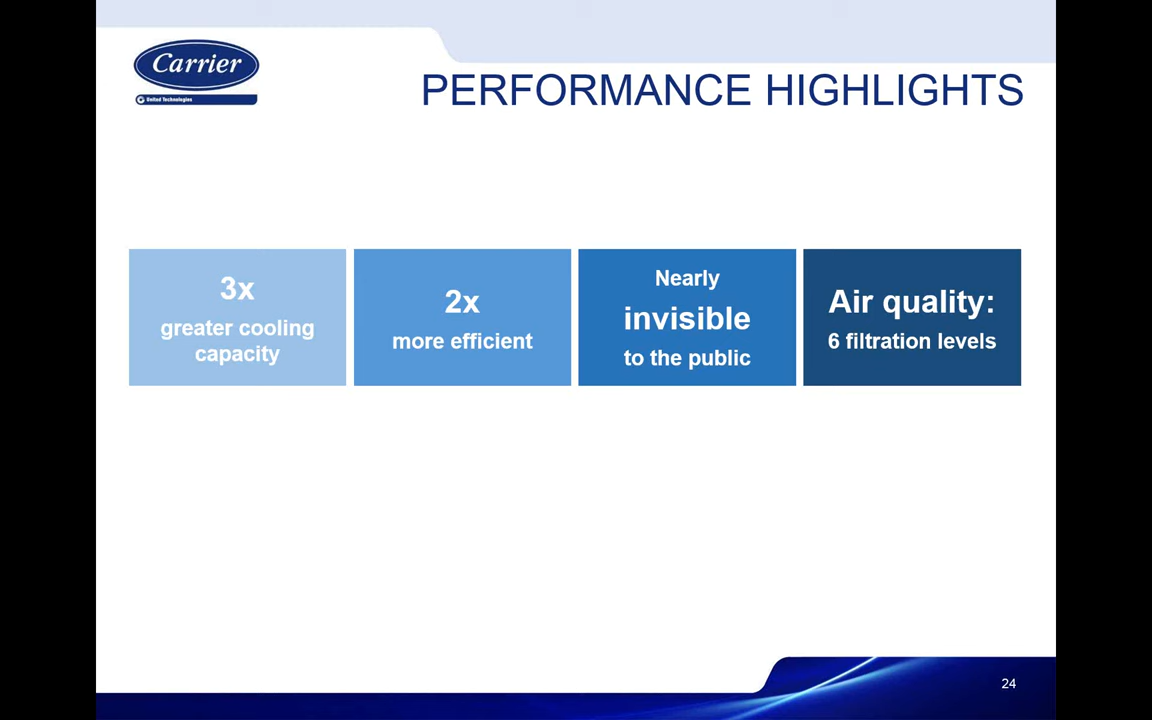 Carrier
United Technologies
PERFORMANCE HIGHLIGHTS
3x
greater cooling
capacity
2x
more efficient
Nearly
invisible
to the public
Air quality:
6 filtration levels
24